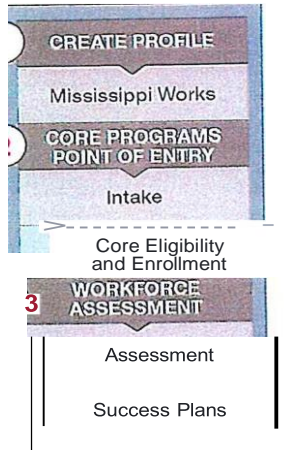 CREATE PROFILE
Mississippi Works
CORE PROGRAMS
POINT OF ENTRY
Intake
Core Eligibility
and Enrollment
3
WORKFORCE
ASSESSMENT
Assessment
Success Plans